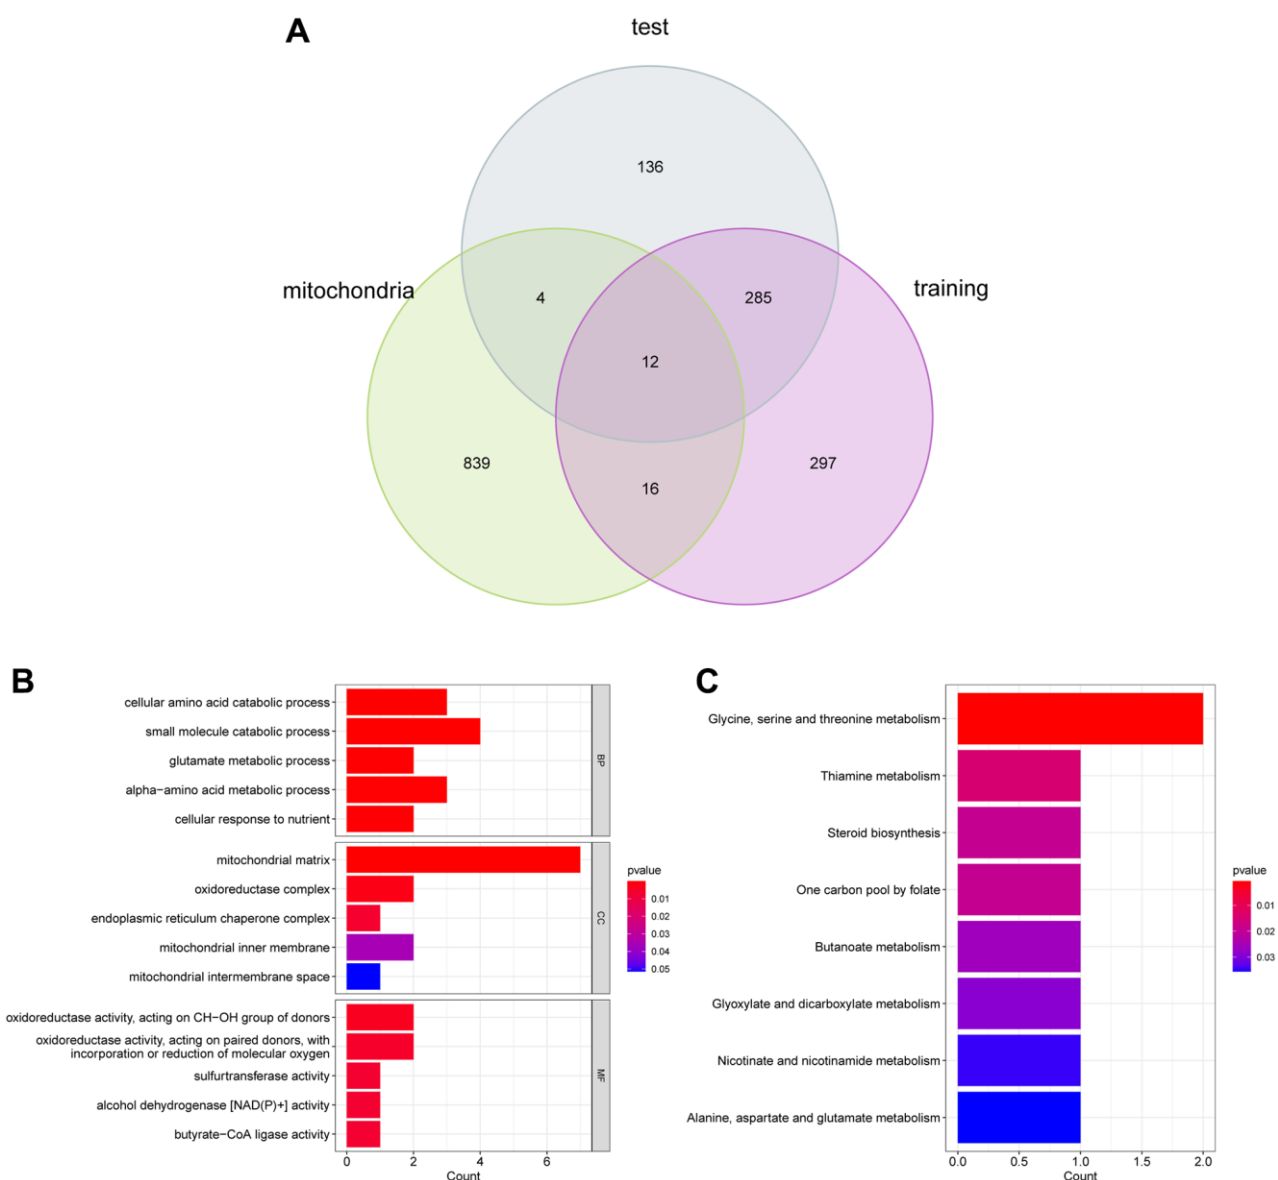 A
test
136
mitochondria
4
285
training
12
839
16
297
B
cellular amino acid catabolic process
small molecule catabolic process
glutamate metabolic process
alpha−amino acid metabolic process
cellular response to nutrient
BP
mitochondrial matrix
oxidoreductase complex
endoplasmic reticulum chaperone complex
mitochondrial inner membrane
mitochondrial intermembrane space
CC
oxidoreductase activity, acting on CH−OH group of donors
oxidoreductase activity, acting on paired donors, with
incorporation or reduction of molecular oxygen
sulfurtransferase activity
alcohol dehydrogenase [NAD(P)+] activity
butyrate−CoA ligase activity
MF
0 2 4 6
Count
pvalue
0.01
0.02
0.03
0.04
0.05
C
Glycine, serine and threonine metabolism
Thiamine metabolism
Steroid biosynthesis
One carbon pool by folate
Butanoate metabolism
Glyoxylate and dicarboxylate metabolism
Nicotinate and nicotinamide metabolism
Alanine, aspartate and glutamate metabolism
0.0 0.5 1.0 1.5 2.0
Count
pvalue
0.01
0.02
0.03